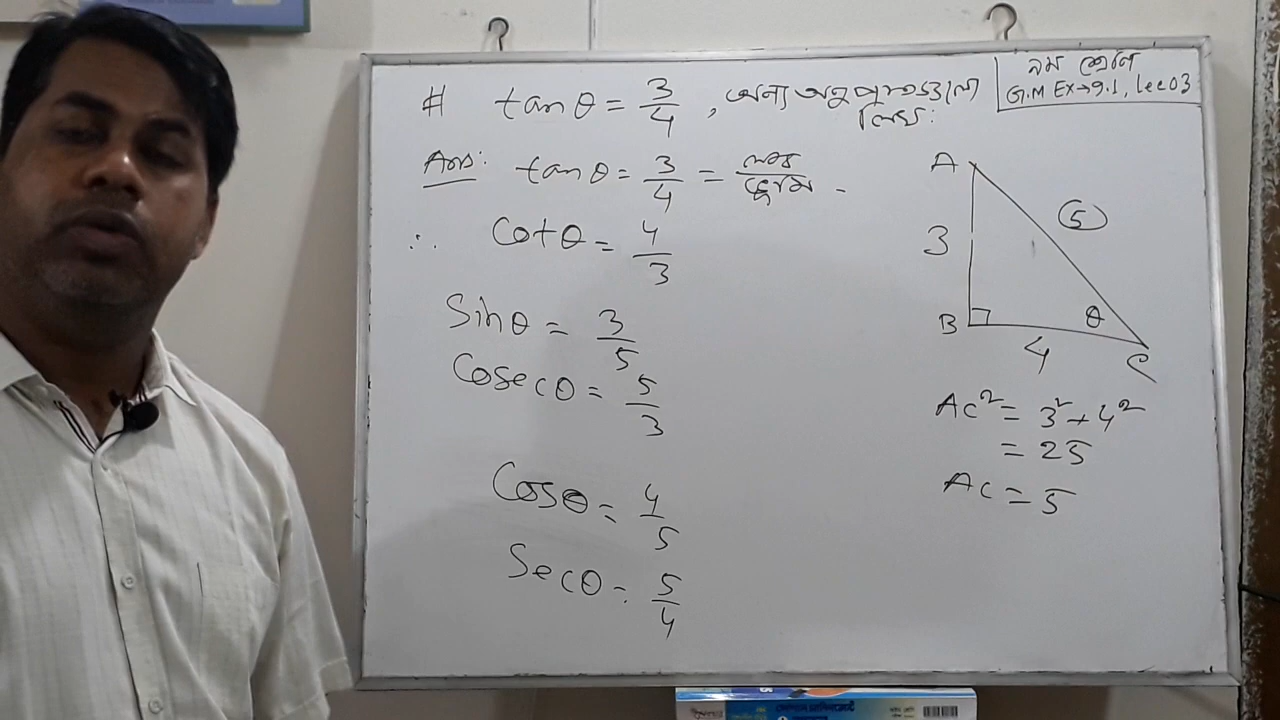 # tanθ = 3/4, অন্য অনুপাতগুলো
লিখ:
৯ম শ্রেণি
G.M Ex→9.1, Lec03
Ans: tanθ = 3/4 = লম্ব/ভূমি
∴ Cotθ = 4/3
Sinθ = 3/5
Cosecθ = 5/3
Cosθ = 4/5
Secθ = 5/4
A
5
3
B
θ
4
C
AC² = 3² + 4²
= 25
AC = 5